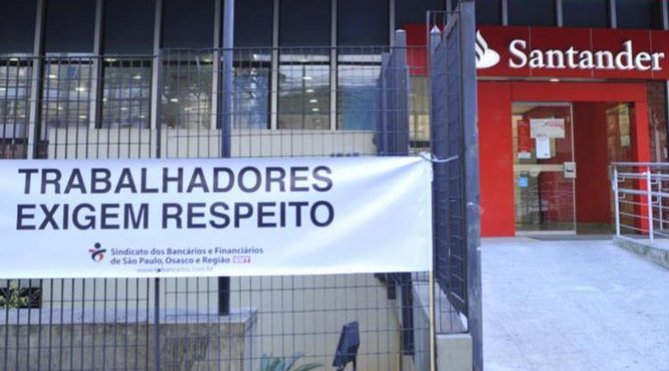 Santander
TRABALHADORES
EXIGEM RESPEITO
Sindicato dos Bancários e Financiários
de São Paulo, Osasco e Região CUT